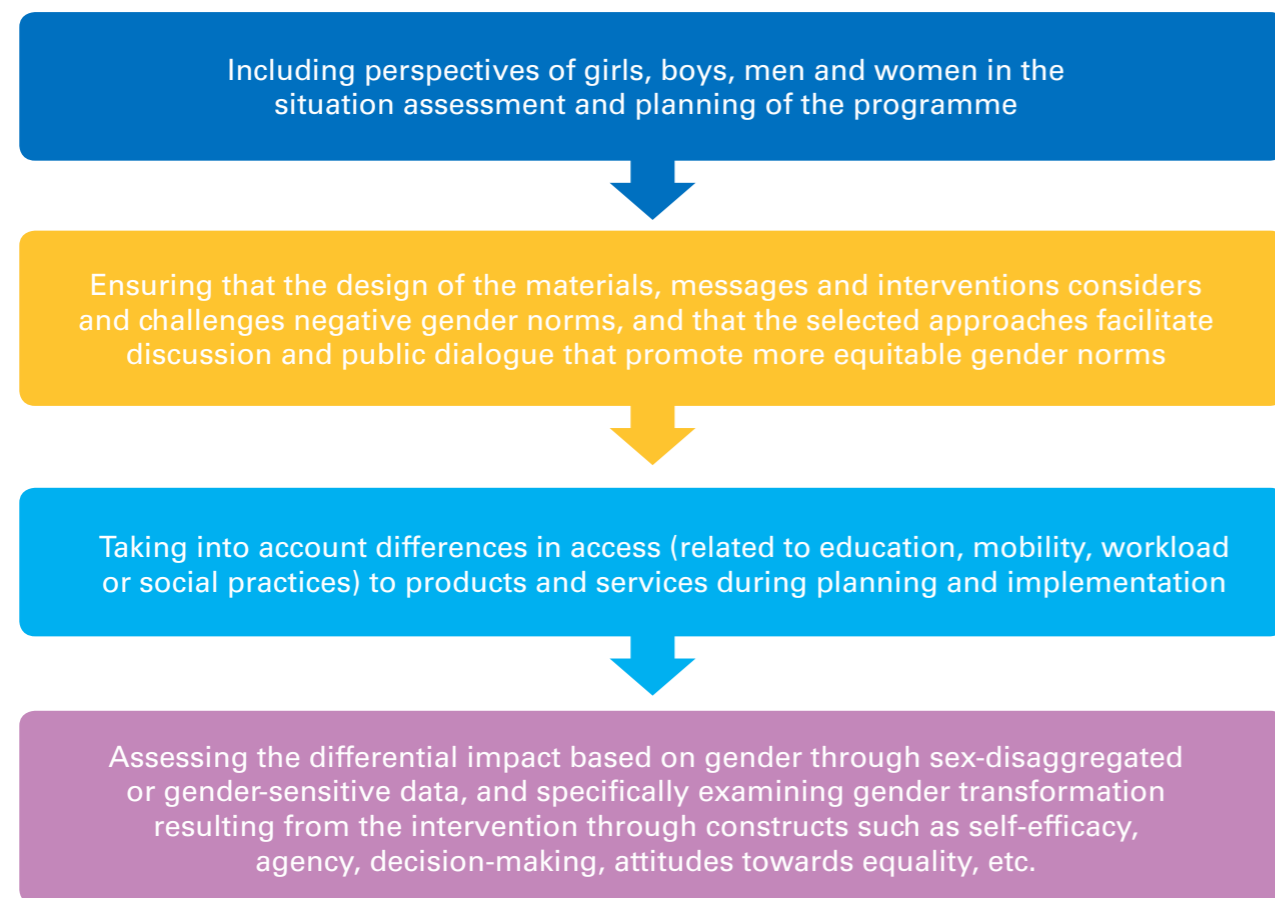 Including perspectives of girls, boys, men and women in the
situation assessment and planning of the programme
Ensuring that the design of the materials, messages and interventions considers
and challenges negative gender norms, and that the selected approaches facilitate
discussion and public dialogue that promote more equitable gender norms
Taking into account differences in access (related to education, mobility, workload
or social practices) to products and services during planning and implementation
Assessing the differential impact based on gender through sex-disaggregated
or gender-sensitive data, and specifically examining gender transformation
resulting from the intervention through constructs such as self-efficacy,
agency, decision-making, attitudes towards equality, etc.